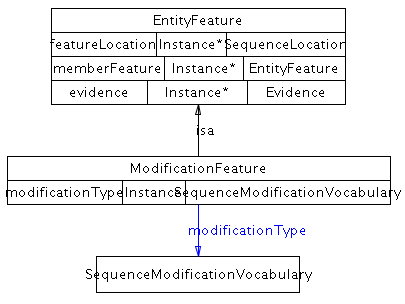 EntityFeature
featureLocation Instance* SequenceLocation
memberFeature Instance* EntityFeature
evidence Instance* Evidence
isa
ModificationFeature
modificationType Instance SequenceModificationVocabulary
modificationType
SequenceModificationVocabulary